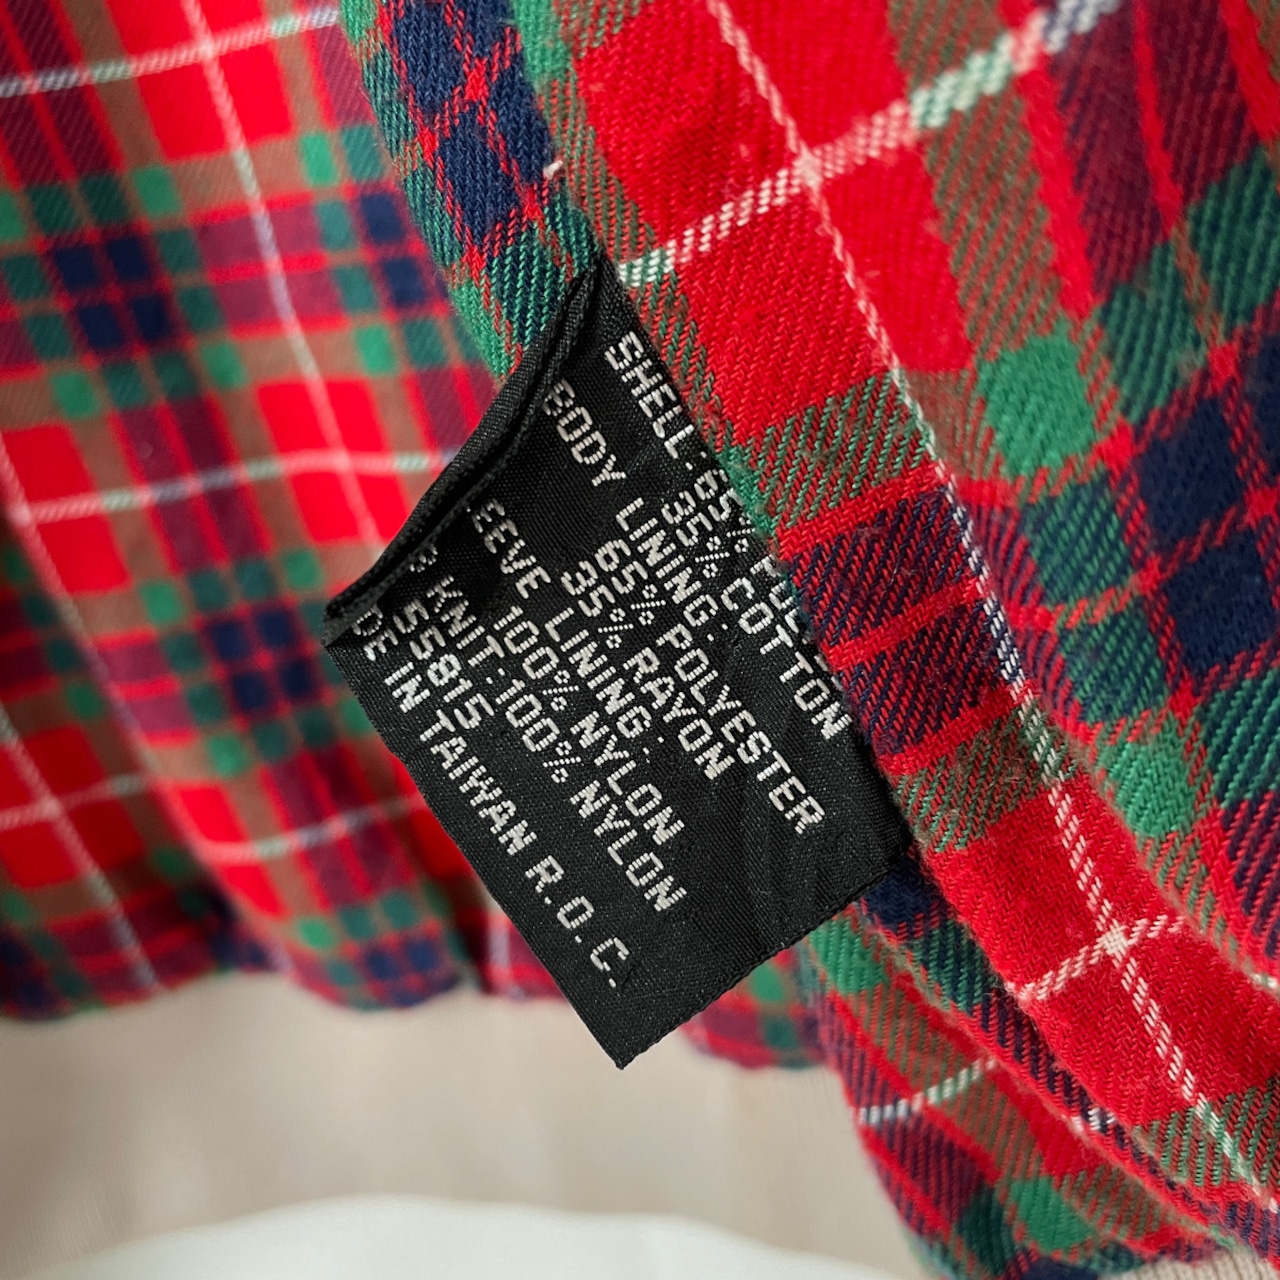 SHELL:65%
35% COTTON
BODY LINING:
65% POLYESTER
35% RAYON
EEVE LINING:
100% NYLON
KNIT:100% NYLON
55815
DE IN TAIWAN R.O.C.